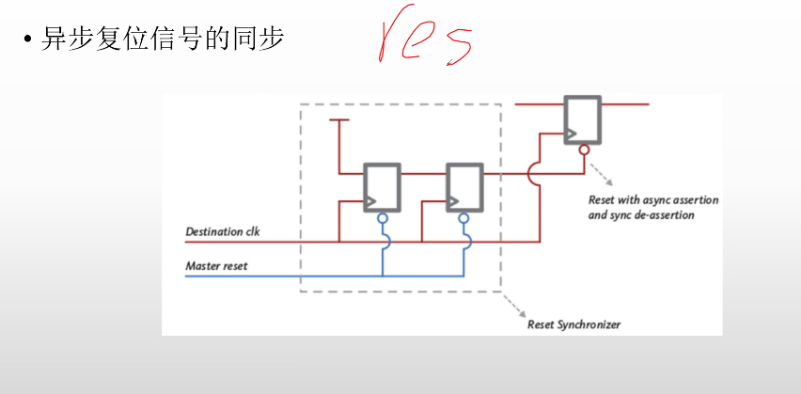 • 异步复位信号的同步
res
Destination clk
Master reset
Reset with async assertion
and sync de-assertion
Reset Synchronizer